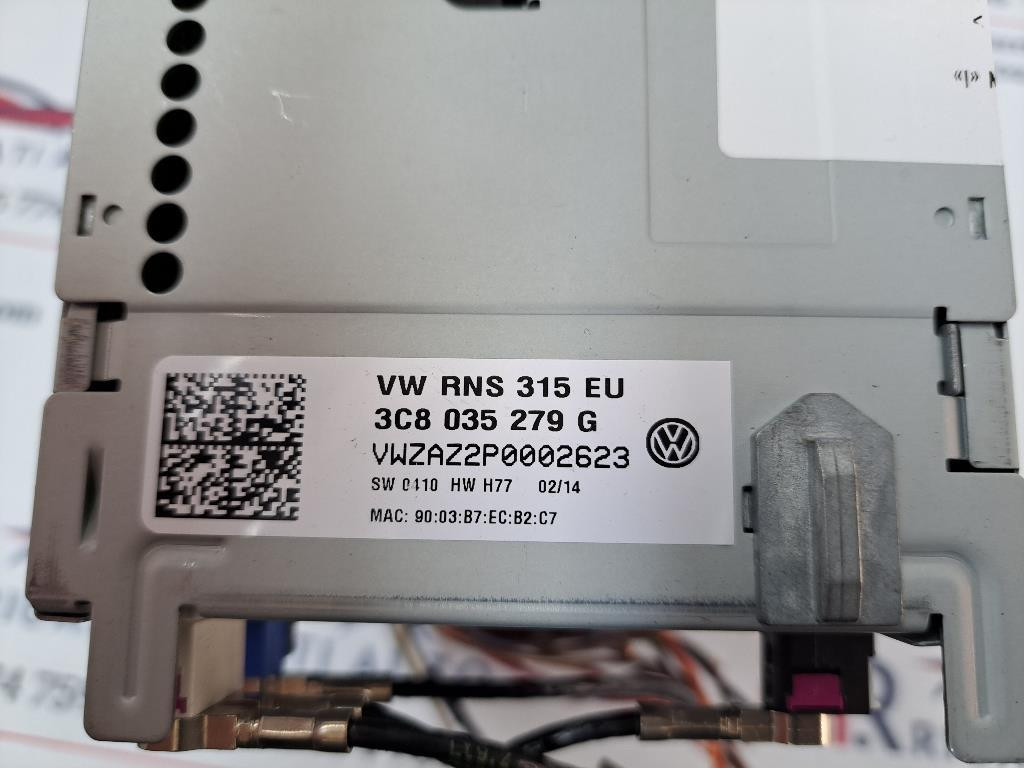 VW RNS 315 EU
3C8 035 279 G
VWZAZ2P0002623
SW 0410 HW H77 02/14
MAC: 90:03:B7:EC:B2:C7